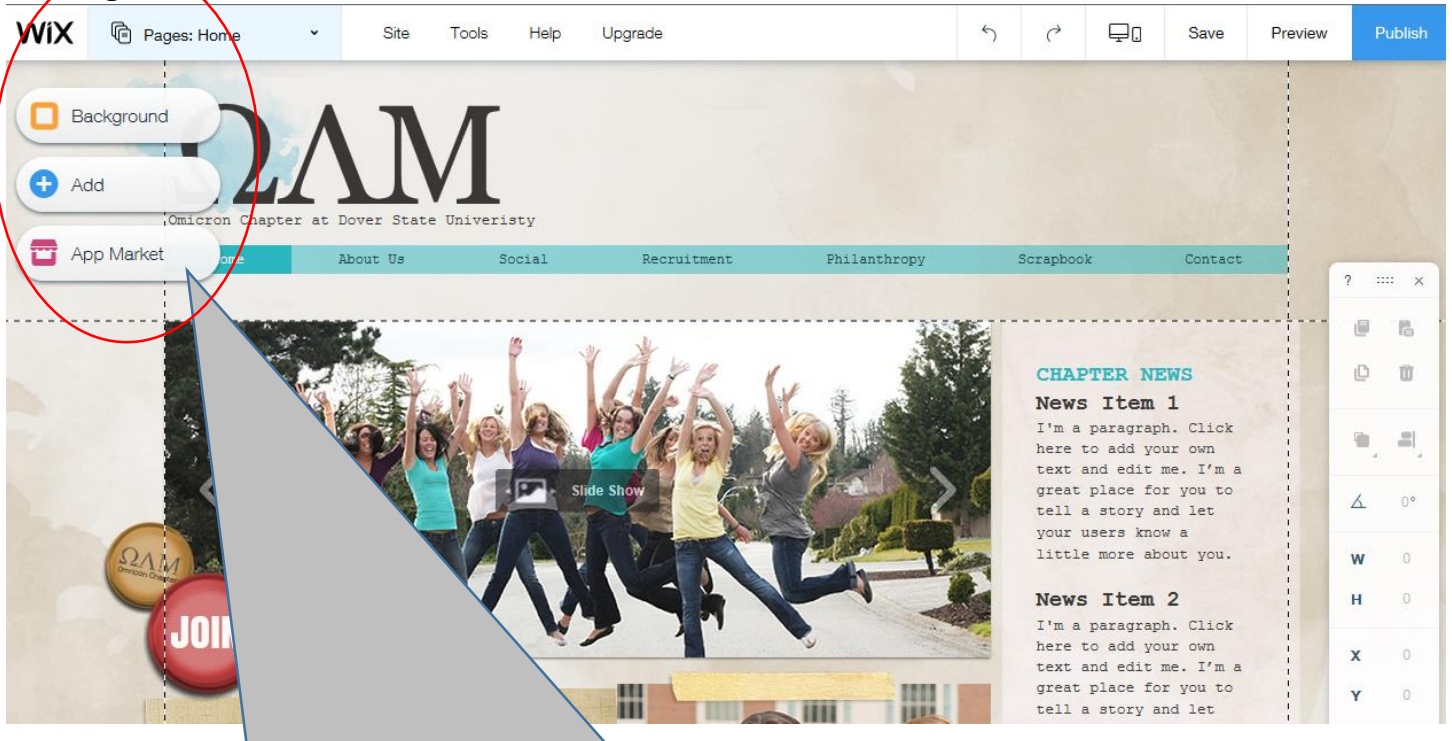 WiX Pages: Home Site Tools Help Upgrade Save Preview Publish
Background
Add
App Market
ΩΛΜ
Omicron Chapter at Dover State Univeristy
About Us Social Recruitment Philanthropy Scrapbook Contact
? ×
Slide Show
CHAPTER NEWS
News Item 1
I'm a paragraph. Click
here to add your own
text and edit me. I'm a
great place for you to
tell a story and let
your users know a
little more about you.
News Item 2
I'm a paragraph. Click
here to add your own
text and edit me. I'm a
great place for you to
tell a story and let
ΩΛΜ
JOIN
0°
W 0
H 0
X 0
Y 0